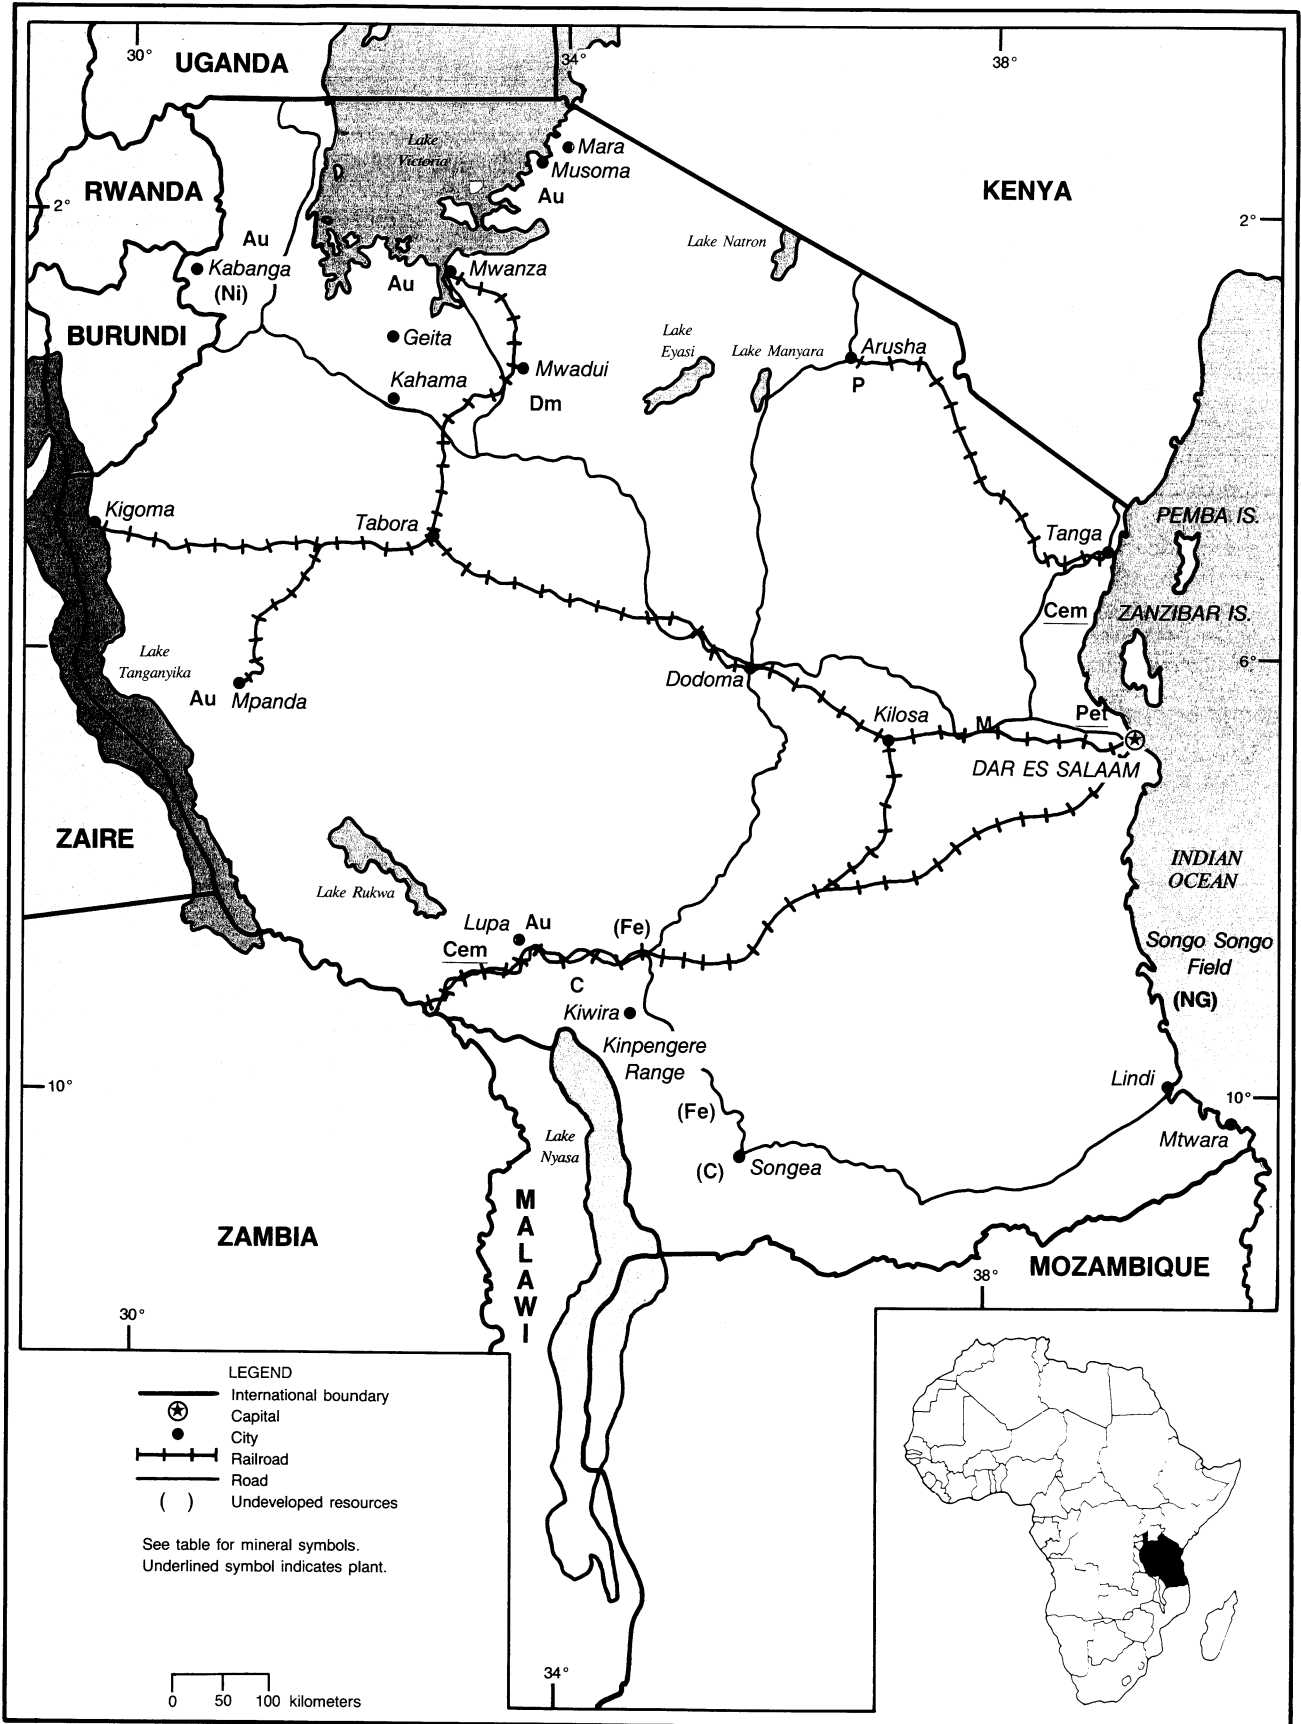 30°
34°
38°
UGANDA
Lake
Victoria
Mara
Musoma
Au
RWANDA
2°
KENYA
2°
Au
Kabanga
(Ni)
Au
Mwanza
Lake Natron
BURUNDI
Geita
Kahama
Mwadui
Dm
Lake
Eyasi
Lake Manyara
Arusha
P
Kigoma
Tabora
Tanga
PEMBA IS.
Cem
ZANZIBAR IS.
Lake
Tanganyika
Au
Mpanda
Dodoma
6°
Kilosa
M
Pet
DAR ES SALAAM
ZAIRE
Lake Rukwa
INDIAN
OCEAN
Lupa
Au
(Fe)
Cem
C
Songo Songo
Field
(NG)
Kiwira
Kinpengere
Range
(Fe)
10°
Lindi
10°
Mtwara
Lake
Nyasa
(C)
Songea
ZAMBIA
MALAWI
MOZAMBIQUE
38°
30°
LEGEND
International boundary
Capital
City
Railroad
Road
( ) Undeveloped resources
See table for mineral symbols.
Underlined symbol indicates plant.
34°
0 50 100 kilometers